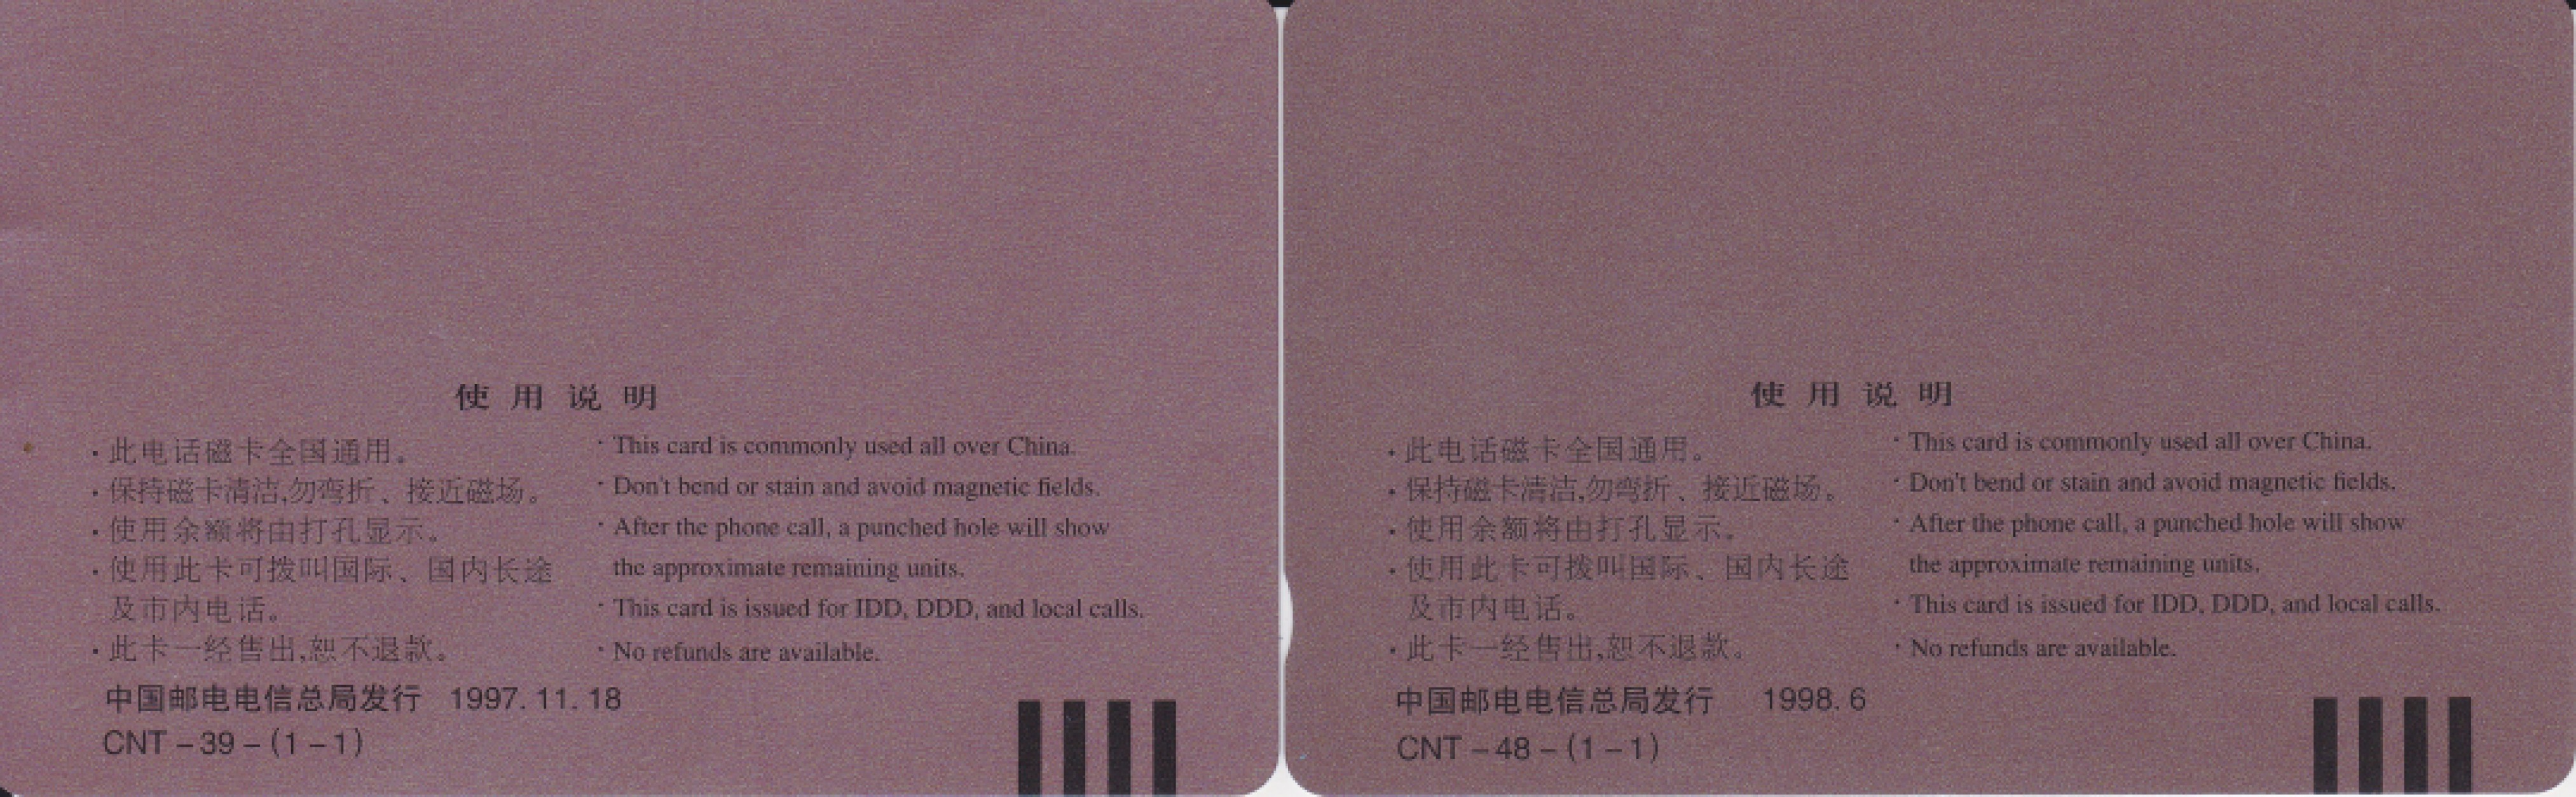 使用说明
·此电话磁卡全国通用。
·保持磁卡清洁,勿弯折、接近磁场。
·使用余额将由打孔显示。
·使用此卡可拨叫国际、国内长途
及市内电话。
·此卡一经售出,恕不退款。
·This card is commonly used all over China.
·Don't bend or stain and avoid magnetic fields.
·After the phone call, a punched hole will show
the approximate remaining units.
·This card is issued for IDD, DDD, and local calls.
·No refunds are available.
中国邮电电信总局发行 1997.11.18
CNT-39-(1-1)
使用说明
·此电话磁卡全国通用。
·保持磁卡清洁,勿弯折、接近磁场。
·使用余额将由打孔显示。
·使用此卡可拨叫国际、国内长途
及市内电话。
·此卡一经售出,恕不退款。
·This card is commonly used all over China.
·Don't bend or stain and avoid magnetic fields.
·After the phone call, a punched hole will show
the approximate remaining units.
·This card is issued for IDD, DDD, and local calls.
·No refunds are available.
中国邮电电信总局发行 1998.6
CNT-48-(1-1)